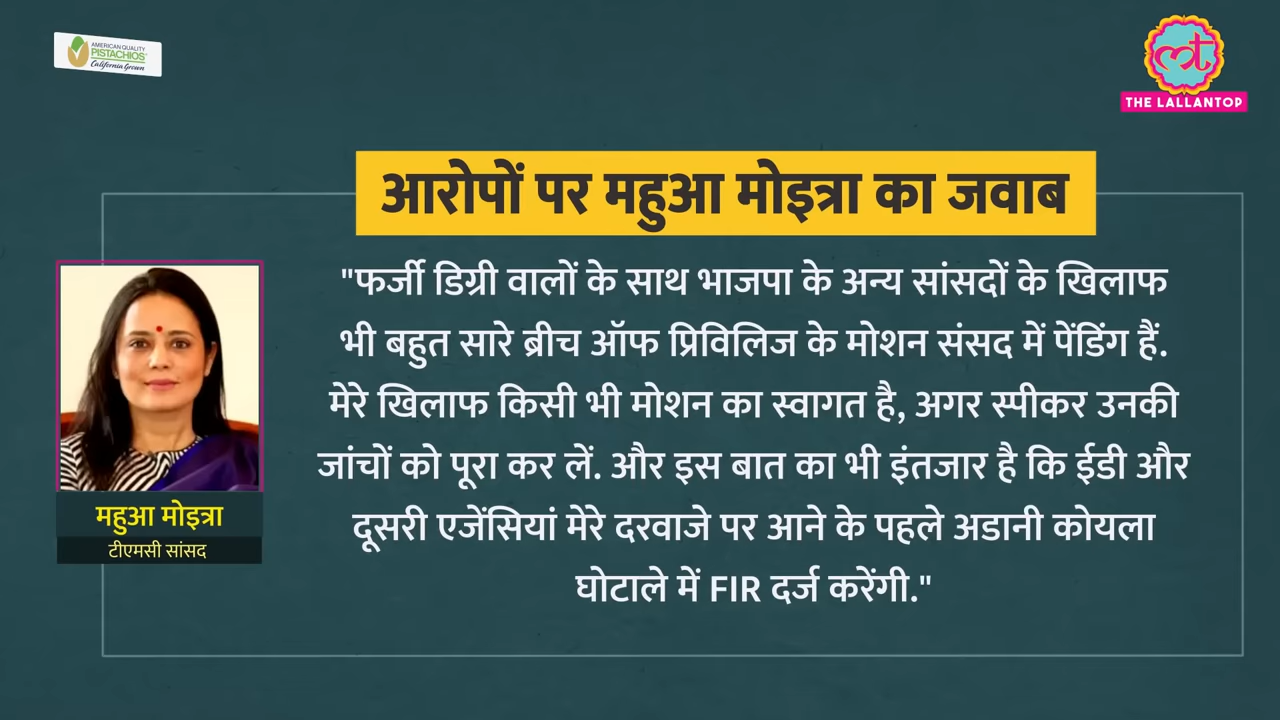 AMERICAN QUALITY
PISTACHIOS
California Grown
THE LALLANTOP
आरोपों पर महुआ मोइत्रा का जवाब
"फर्जी डिग्री वालों के साथ भाजपा के अन्य सांसदों के खिलाफ
भी बहुत सारे ब्रीच ऑफ प्रिविलिज के मोशन संसद में पेंडिंग हैं.
मेरे खिलाफ किसी भी मोशन का स्वागत है, अगर स्पीकर उनकी
जांचों को पूरा कर लें. और इस बात का भी इंतजार है कि ईडी और
दूसरी एजेंसियां मेरे दरवाजे पर आने के पहले अडानी कोयला
घोटाले में FIR दर्ज करेंगी."
महुआ मोइत्रा
टीएमसी सांसद